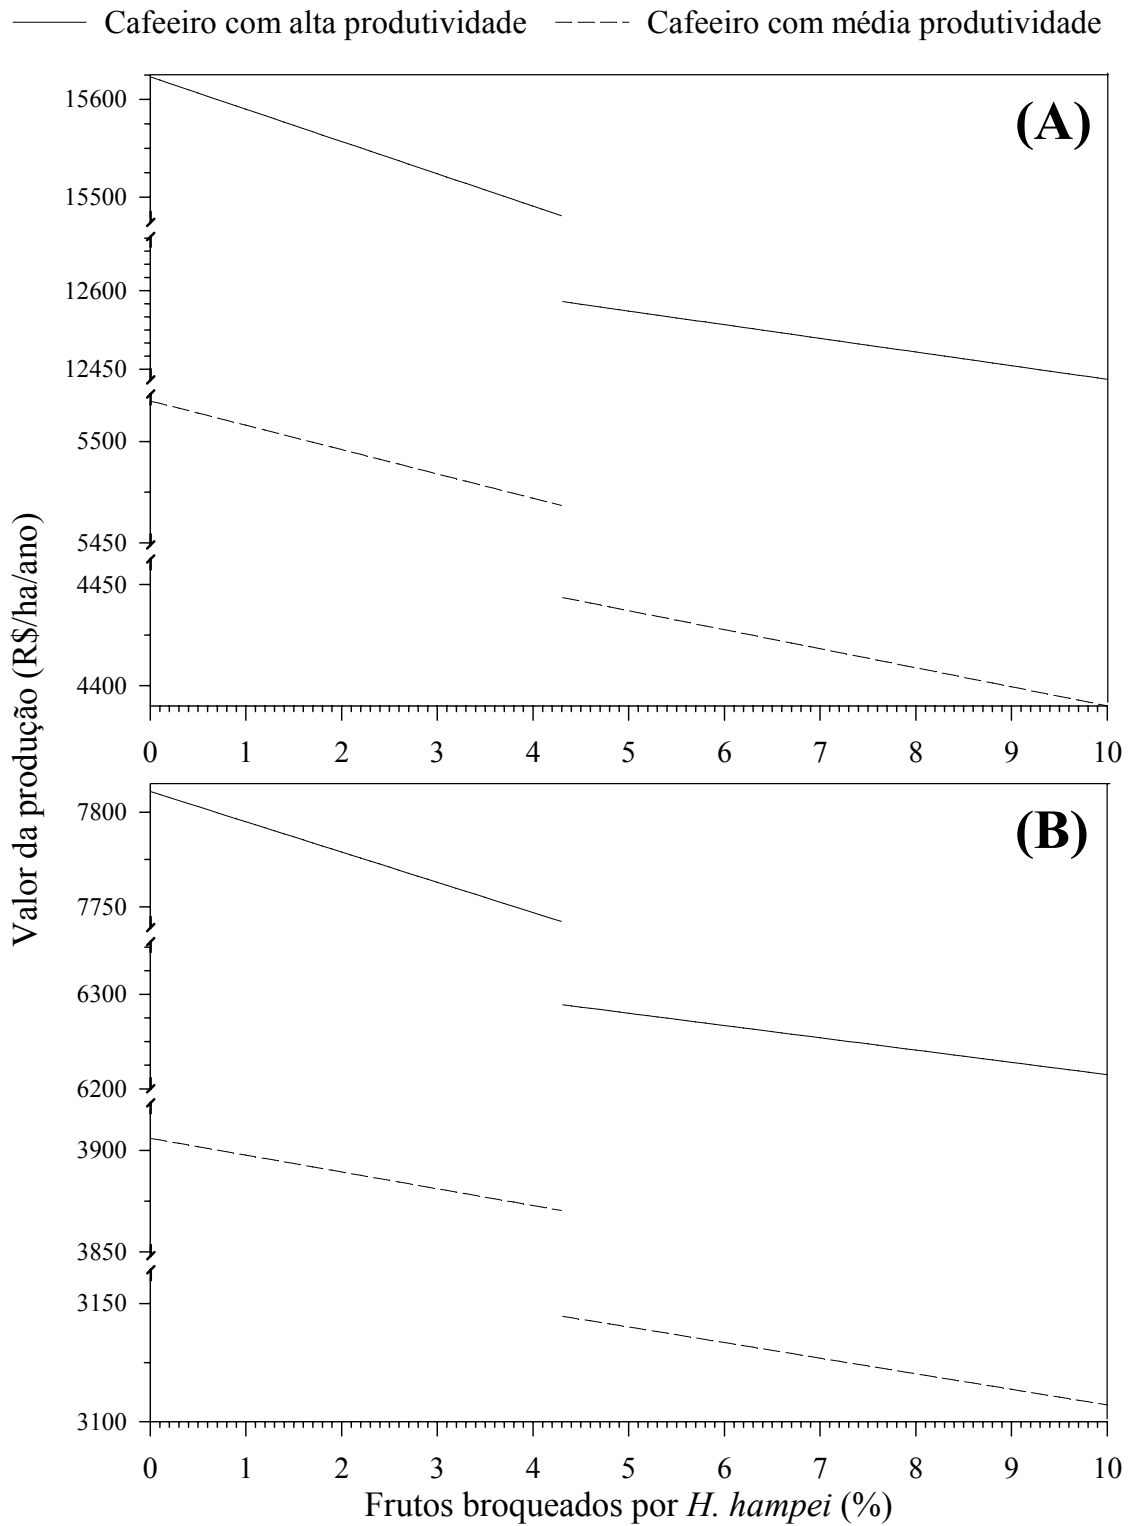 Cafeeiro com alta produtividade Cafeeiro com média produtividade
(A)
15600
15500
12600
12450
5500
5450
4450
4400
0 1 2 3 4 5 6 7 8 9 10
Valor da produção (R$/ha/ano)
(B)
7800
7750
6300
6200
3900
3850
3150
3100
0 1 2 3 4 5 6 7 8 9 10
Frutos broqueados por H. hampei (%)